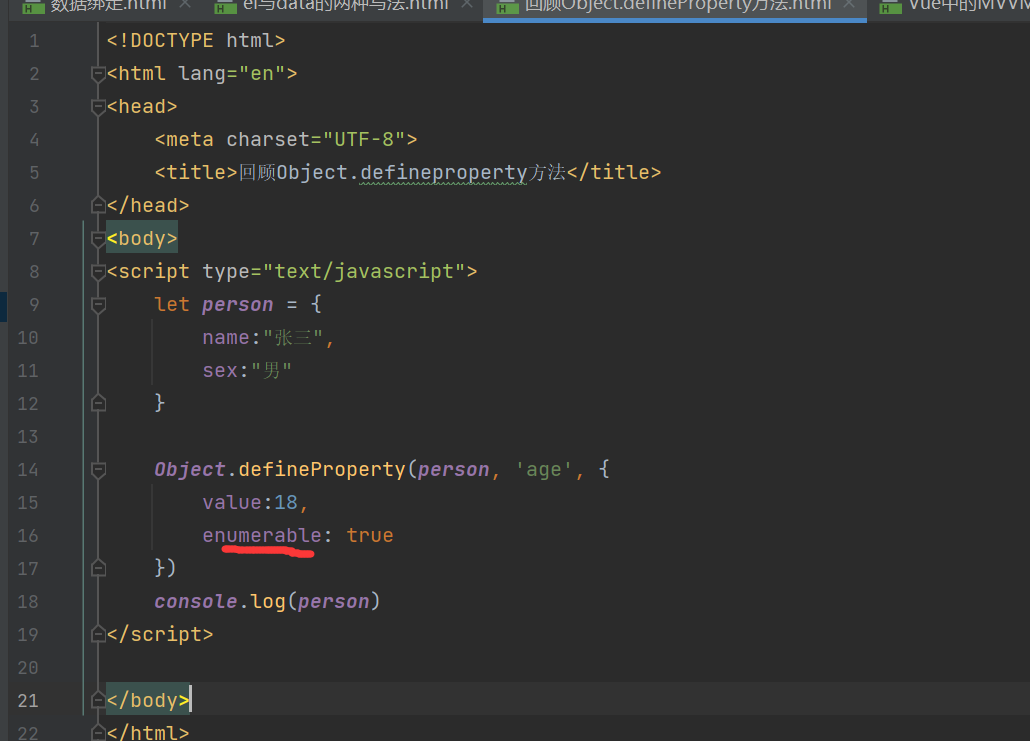 数据绑定.html
el与data的两种写法.html
回顾Object.defineProperty方法.html
Vue中的MVVM
1 <!DOCTYPE html>
2 <html lang="en">
3 <head>
4 <meta charset="UTF-8">
5 <title>回顾Object.defineproperty方法</title>
6 </head>
7 <body>
8 <script type="text/javascript">
9 let person = {
10 name:"张三",
11 sex:"男"
12 }
13
14 Object.defineProperty(person, 'age', {
15 value:18,
16 enumerable: true
17 })
18 console.log(person)
19 </script>
20
21 </body>
22 </html>